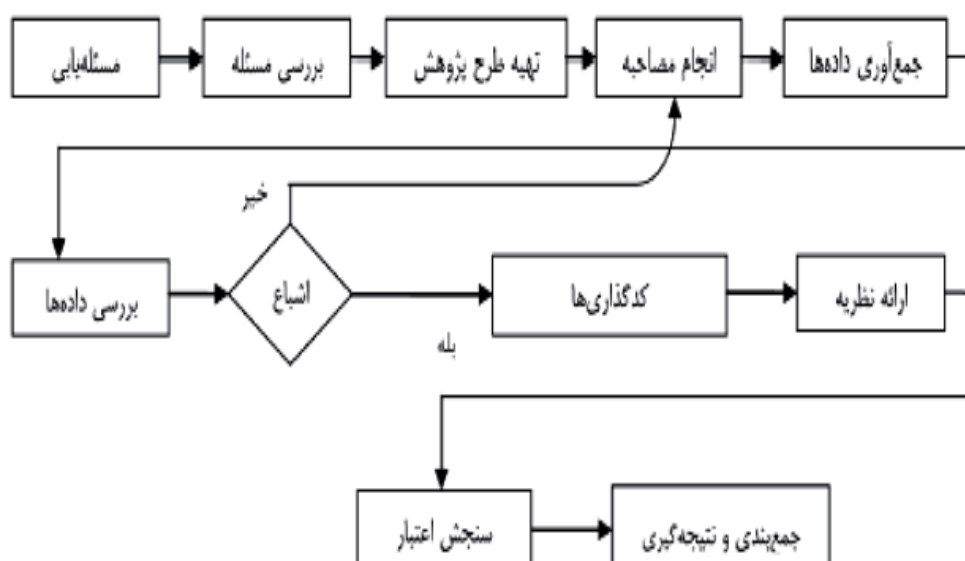 مسئله‌یابی
بررسی مسئله
تهیه طرح پژوهش
انجام مصاحبه
جمع‌آوری داده‌ها
خیر
بررسی داده‌ها
اشباع
بله
کدگذاری‌ها
ارائه نظریه
سنجش اعتبار
جمع‌بندی و نتیجه‌گیری